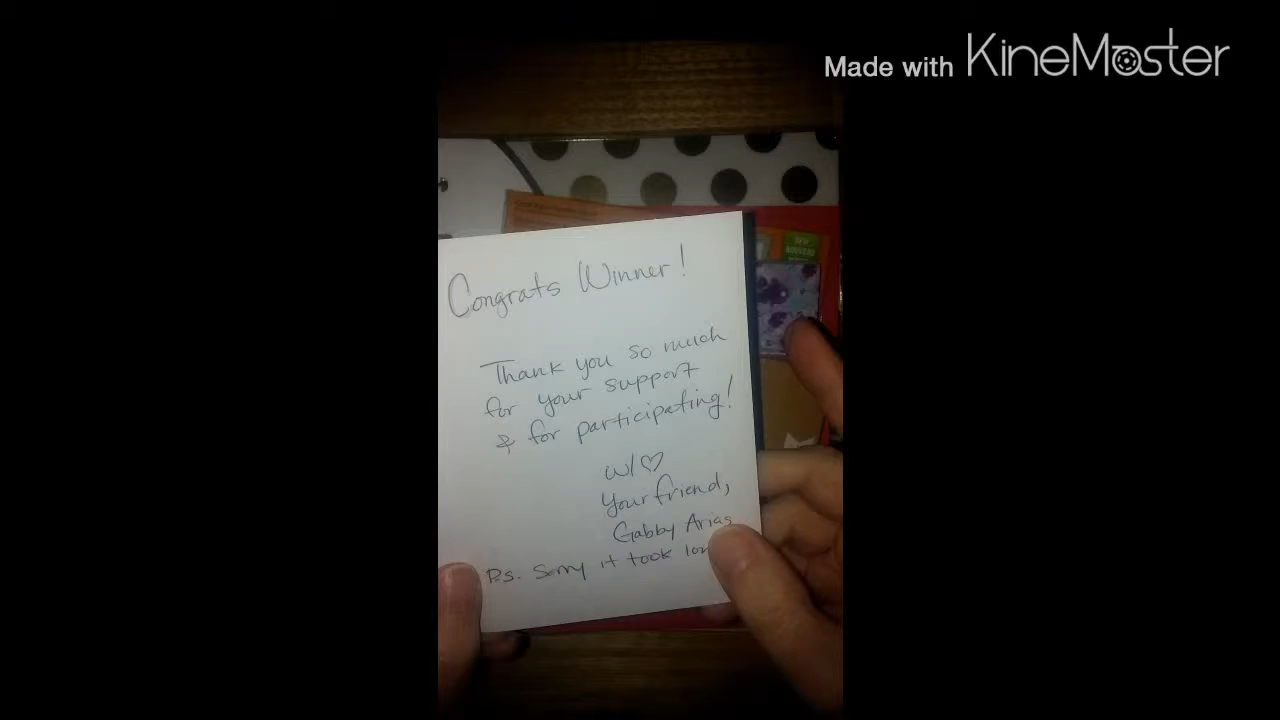 Made with KineMaster
Congrats Winner!
Thank you so much
for your support
& for participating!
w/♡
your friend,
Gabby Arias
P.s. Sorry it took